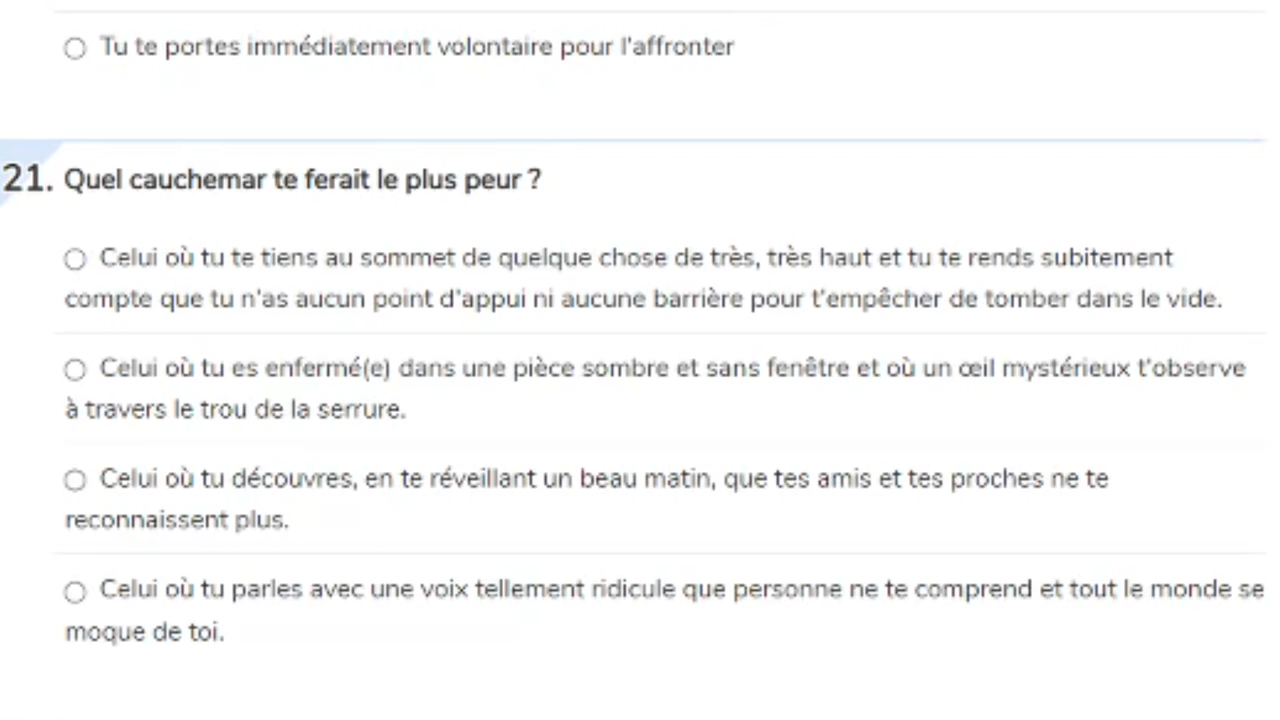 Tu te portes immédiatement volontaire pour l'affronter
21. Quel cauchemar te ferait le plus peur ?
Celui où tu te tiens au sommet de quelque chose de très, très haut et tu te rends subitement
compte que tu n'as aucun point d'appui ni aucune barrière pour t'empêcher de tomber dans le vide.
Celui où tu es enfermé(e) dans une pièce sombre et sans fenêtre et où un œil mystérieux t'observe
à travers le trou de la serrure.
Celui où tu découvres, en te réveillant un beau matin, que tes amis et tes proches ne te
reconnaissent plus.
Celui où tu parles avec une voix tellement ridicule que personne ne te comprend et tout le monde se
moque de toi.